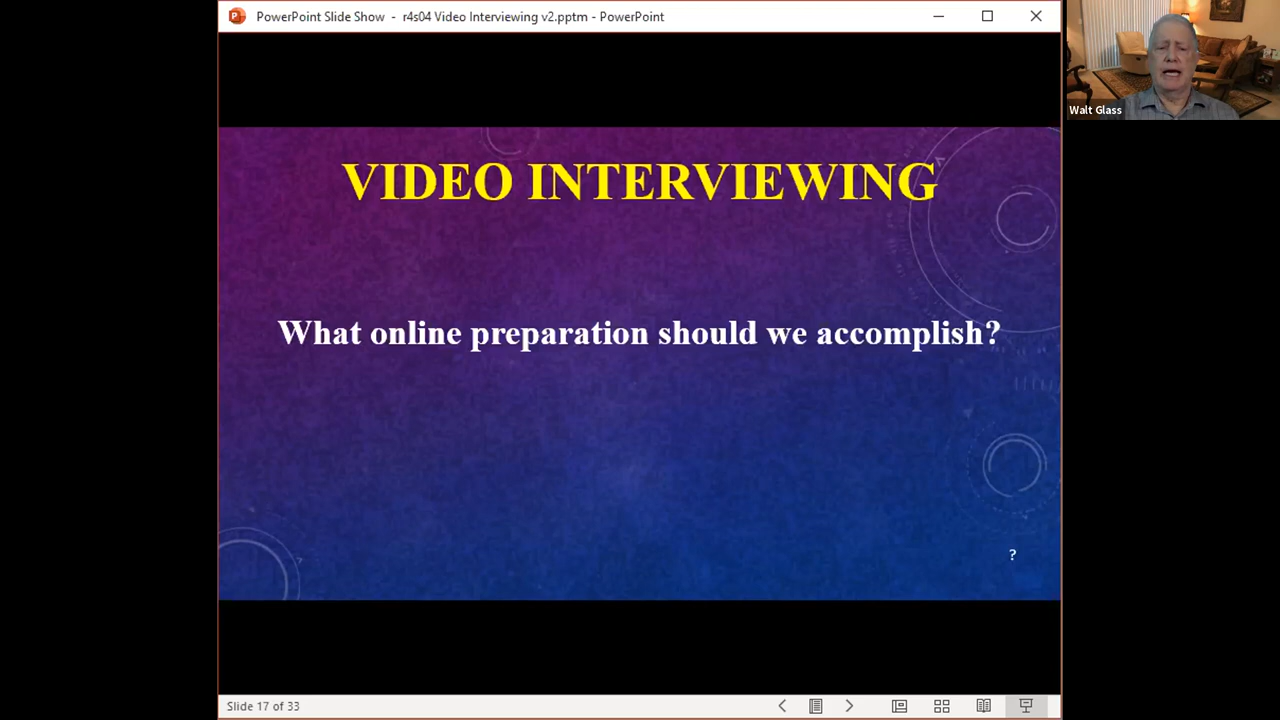 PowerPoint Slide Show - r4s04 Video Interviewing v2.pptm - PowerPoint
Walt Glass
VIDEO INTERVIEWING
What online preparation should we accomplish?
?
Slide 17 of 33